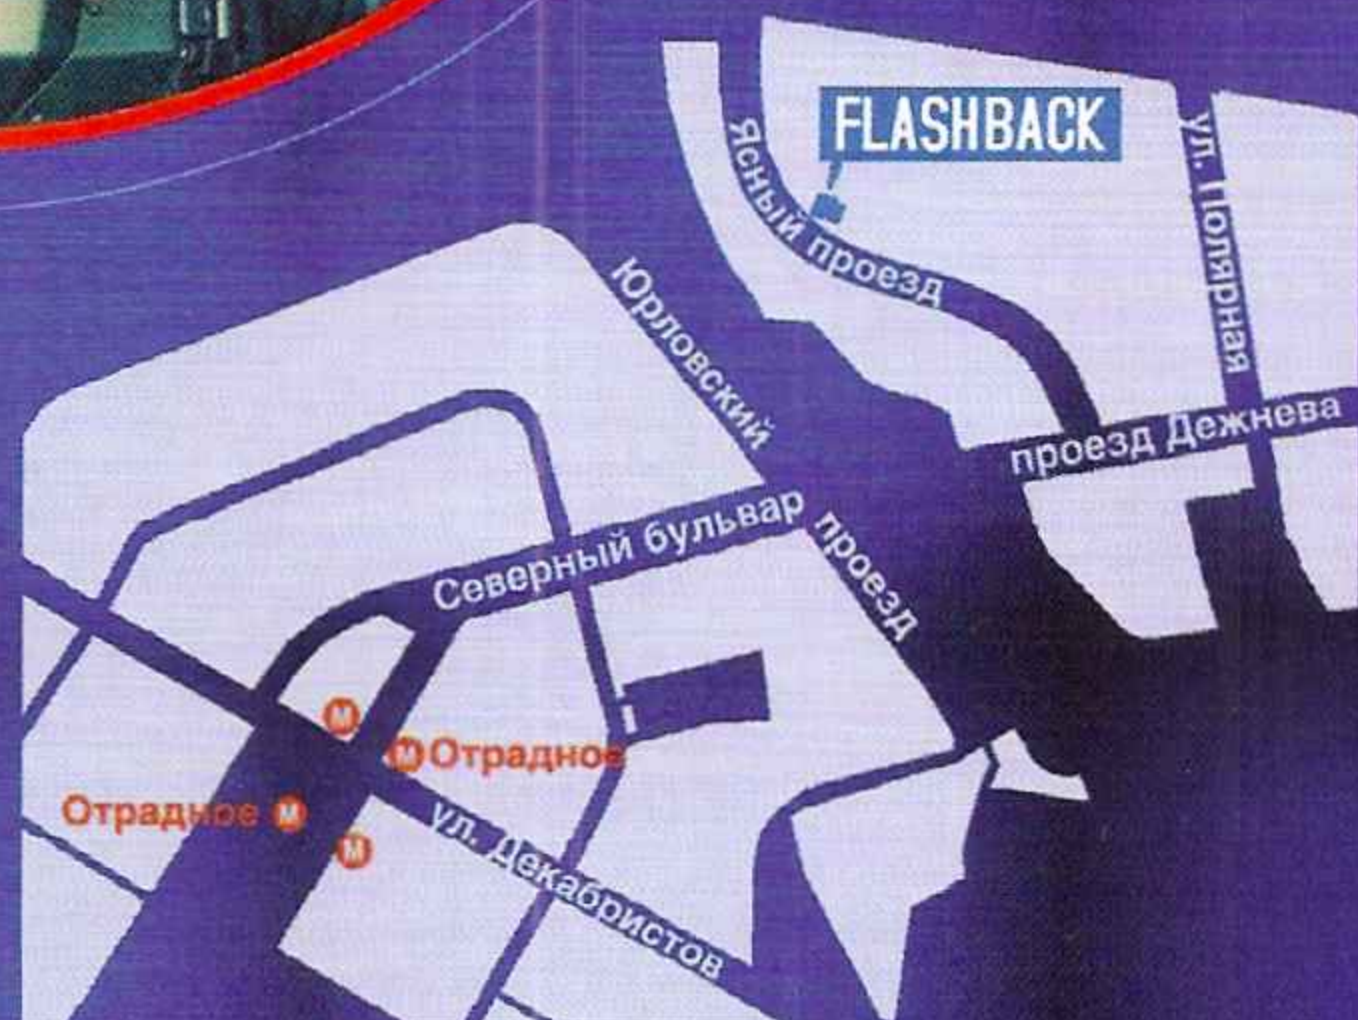 FLASHBACK
Ясный проезд
ул. Полярная
Юрловский
проезд
проезд Дежнева
Северный бульвар
М
М Отрадное
Отрадное М
М
ул. Декабристов